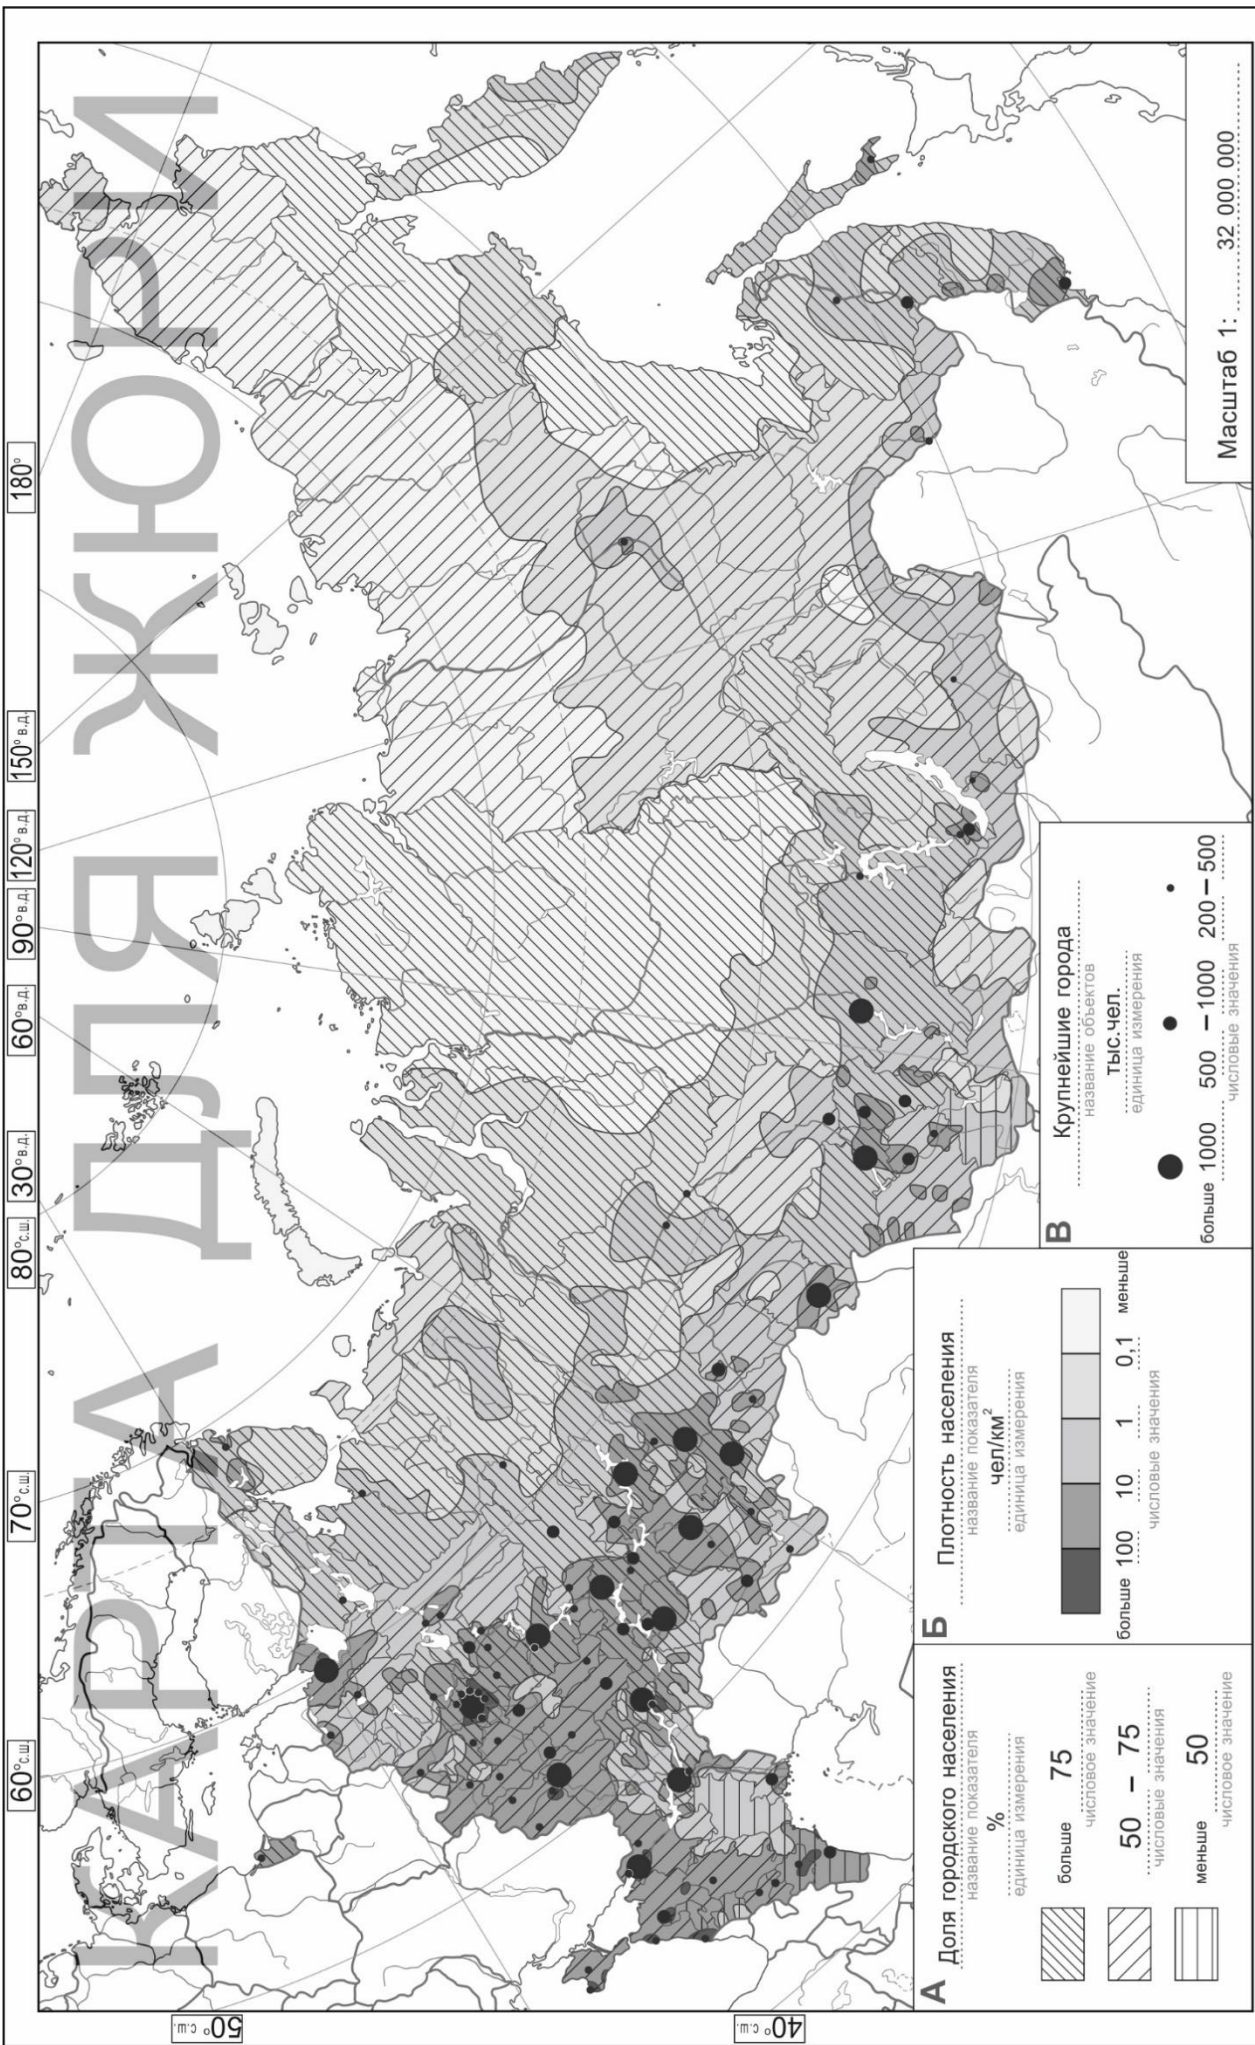 КАРТА ДЛЯ ЖЮРИ
60°с.ш.
70°с.ш.
80°с.ш.
30°в.д.
60°в.д.
90°в.д.
120°в.д.
150°в.д.
180°
50° с.ш.
40° с.ш.
А
Доля городского населения
название показателя
%
единица измерения
больше 75
числовое значение
50 – 75
числовые значения
меньше 50
числовое значение
Б
Плотность населения
название показателя
чел/км²
единица измерения
больше 100 10 1 0,1 меньше
числовые значения
В
Крупнейшие города
название объектов
тыс.чел.
единица измерения
больше 1000 500 – 1000 200 – 500
числовые значения
Масштаб 1: 32 000 000